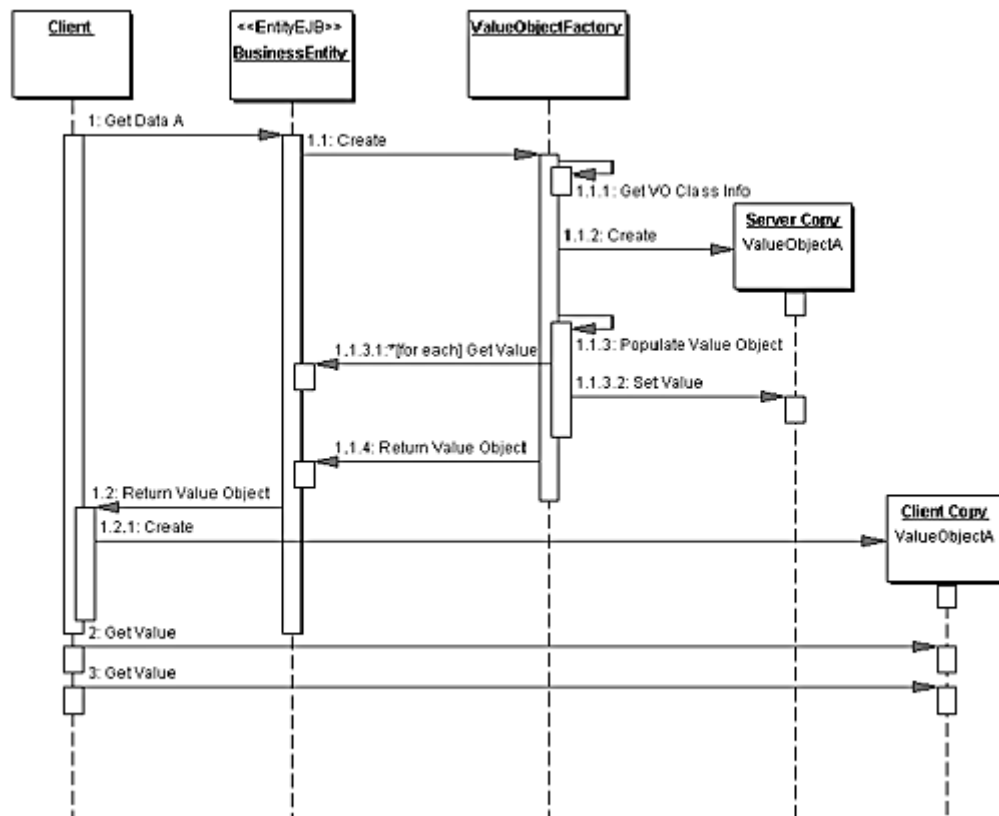 Client
<<EntityEJB>>
BusinessEntity
ValueObjectFactory
1: Get Data A
1.1: Create
1.1.1: Get VO Class Info
Server Copy
ValueObjectA
1.1.2: Create
1.1.3: Populate Value Object
1.1.3.1:*[for each] Get Value
1.1.3.2: Set Value
1.1.4: Return Value Object
1.2: Return Value Object
1.2.1: Create
Client Copy
ValueObjectA
2: Get Value
3: Get Value